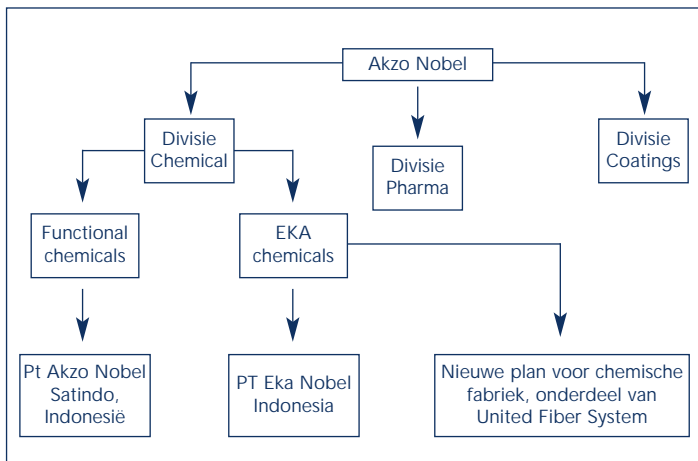 Akzo Nobel
Divisie
Chemical
Divisie
Pharma
Divisie
Coatings
Functional
chemicals
EKA
chemicals
Pt Akzo Nobel
Satindo,
Indonesië
PT Eka Nobel
Indonesia
Nieuwe plan voor chemische
fabriek, onderdeel van
United Fiber System